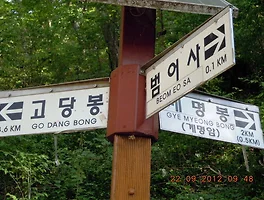 범어사
BEOM EO SA
0.1 KM
고당봉
GO DANG BONG
.6 KM
계명봉
GYE MYEONG BONG
(계명암)
2KM
(0.5KM)
22.09.2012 09:48